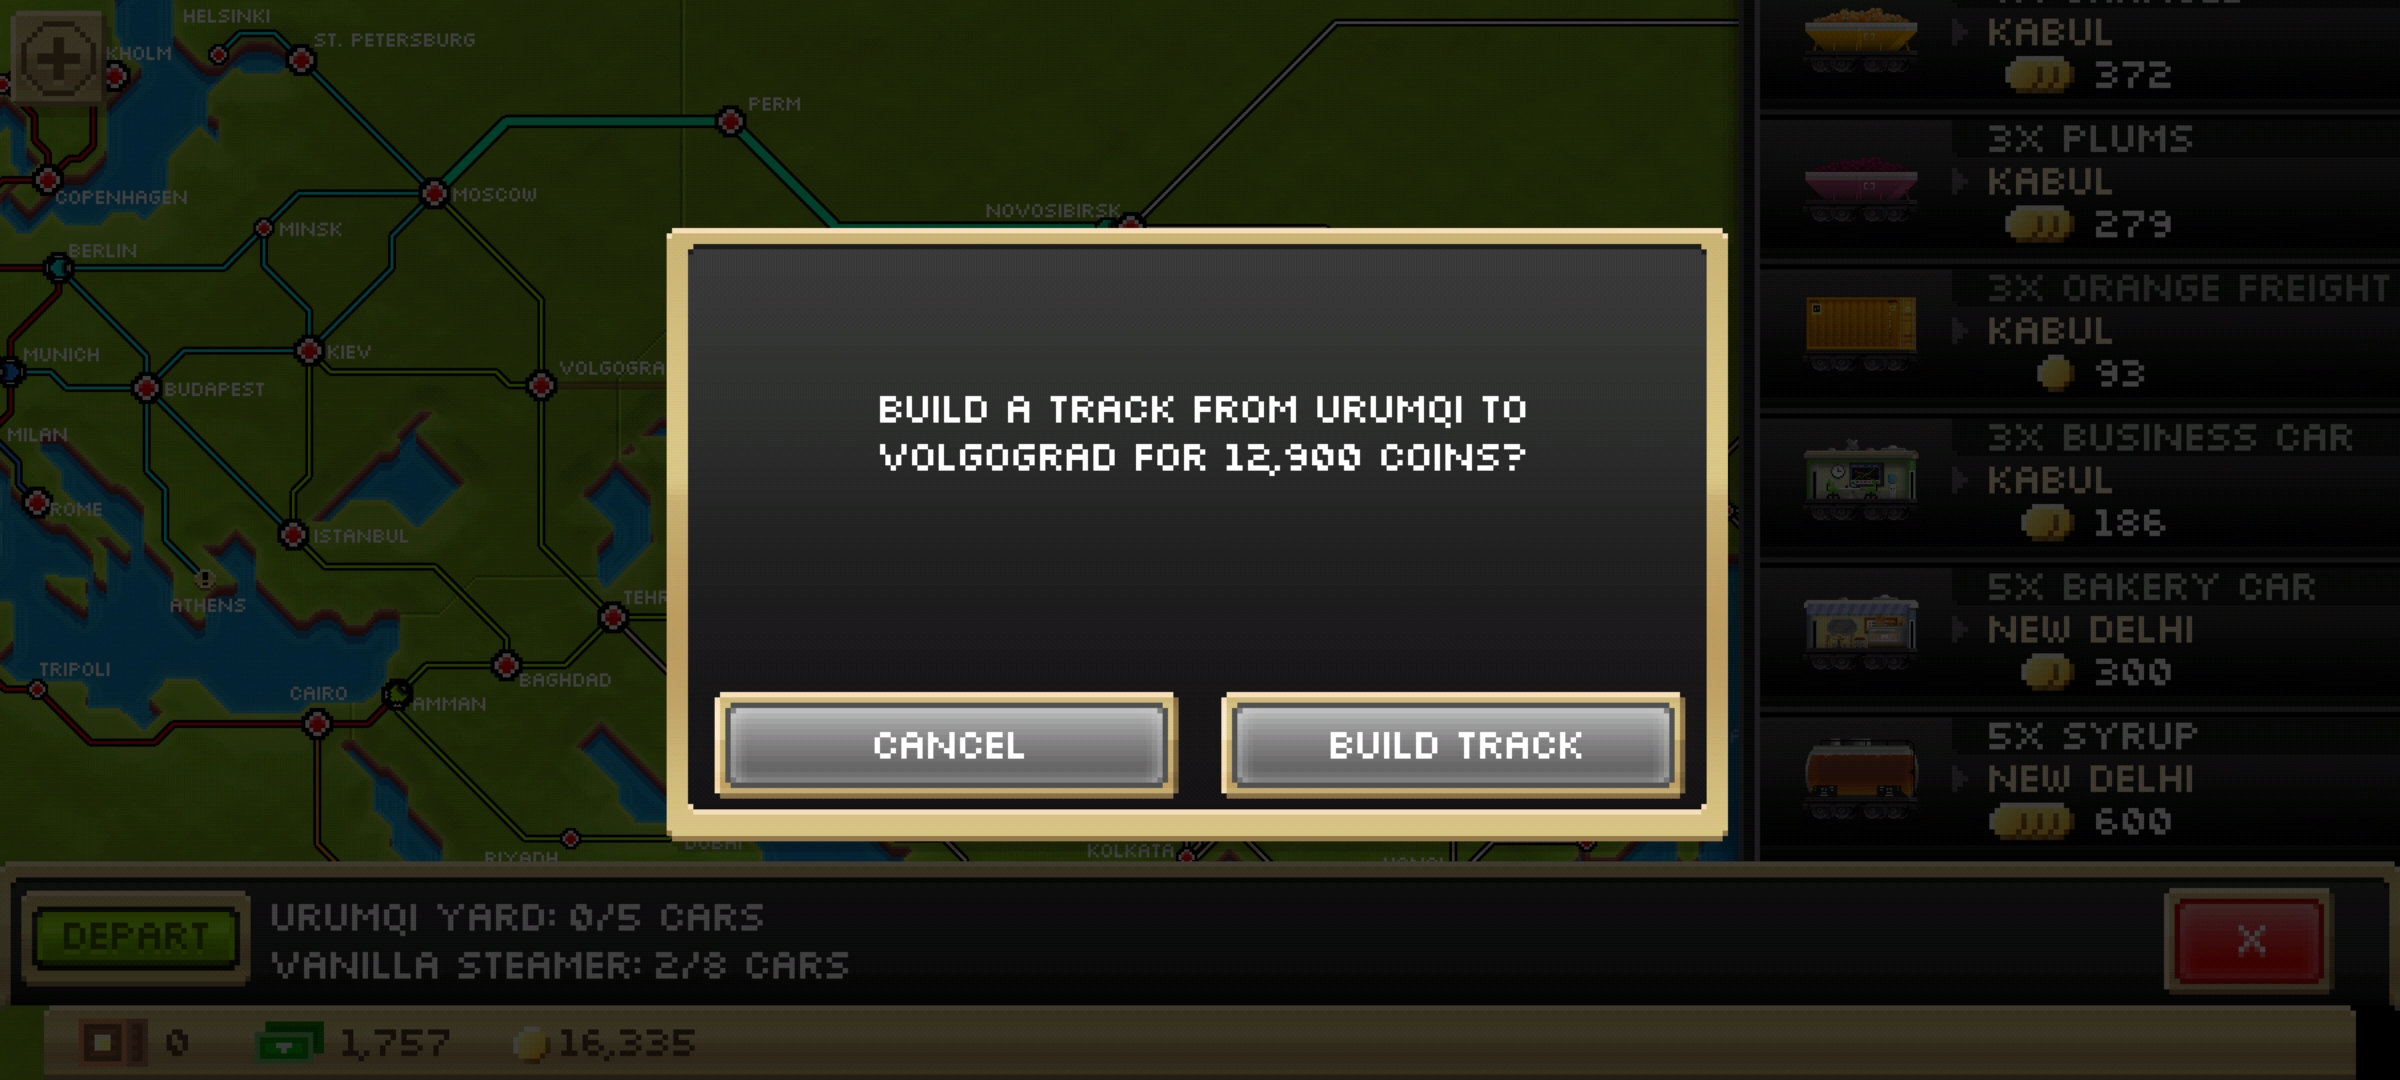 HELSINKI
ST. PETERSBURG
KHOLM
PERM
COPENHAGEN
MOSCOW
NOVOSIBIRSK
MINSK
BERLIN
MUNICH
KIEV
VOLGOGRA
BUDAPEST
MILAN
ROME
ISTANBUL
ATHENS
TEHR
TRIPOLI
CAIRO
BAGHDAD
AMMAN
RIYADH
DUBAI
KOLKATA
BUILD A TRACK FROM URUMQI TO
VOLGOGRAD FOR 12,900 COINS?
CANCEL
BUILD TRACK
KABUL
372
3X PLUMS
KABUL
279
3X ORANGE FREIGHT
KABUL
93
3X BUSINESS CAR
KABUL
186
5X BAKERY CAR
NEW DELHI
300
5X SYRUP
NEW DELHI
600
DEPART
URUMQI YARD: 0/5 CARS
VANILLA STEAMER: 2/8 CARS
X
0
1,757
16,335